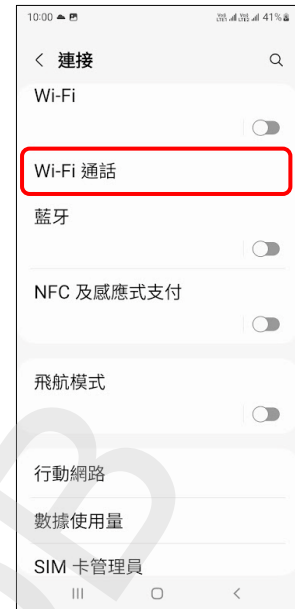 10:00 41%
連接
Wi-Fi
Wi-Fi 通話
藍牙
NFC 及感應式支付
飛航模式
行動網路
數據使用量
SIM 卡管理員